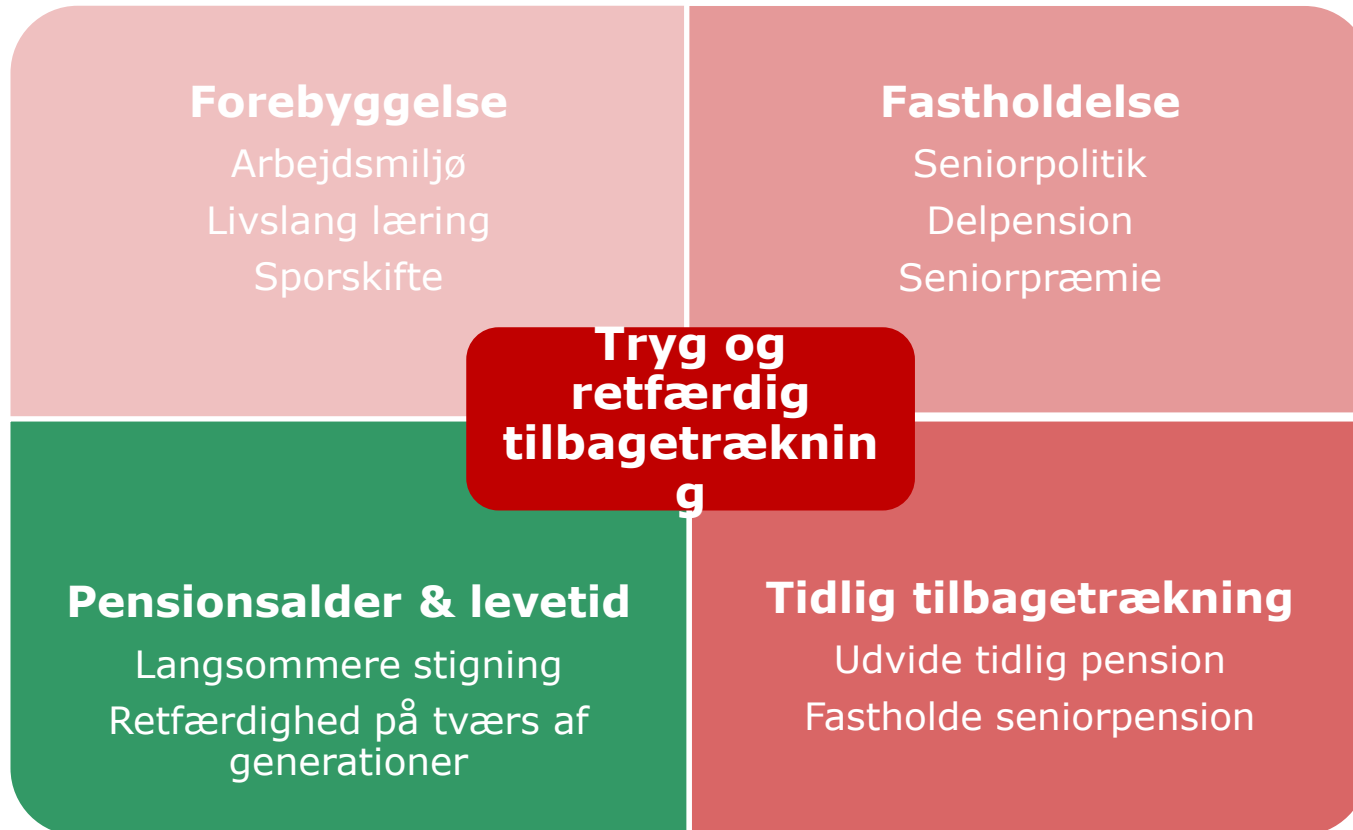 Forebyggelse
Arbejdsmiljø
Livslang læring
Sporskifte
Fastholdelse
Seniorpolitik
Delpension
Seniorpræmie
Tryg og
retfærdig
tilbagetræknin
g
Pensionsalder & levetid
Langsommere stigning
Retfærdighed på tværs af
generationer
Tidlig tilbagetrækning
Udvide tidlig pension
Fastholde seniorpension